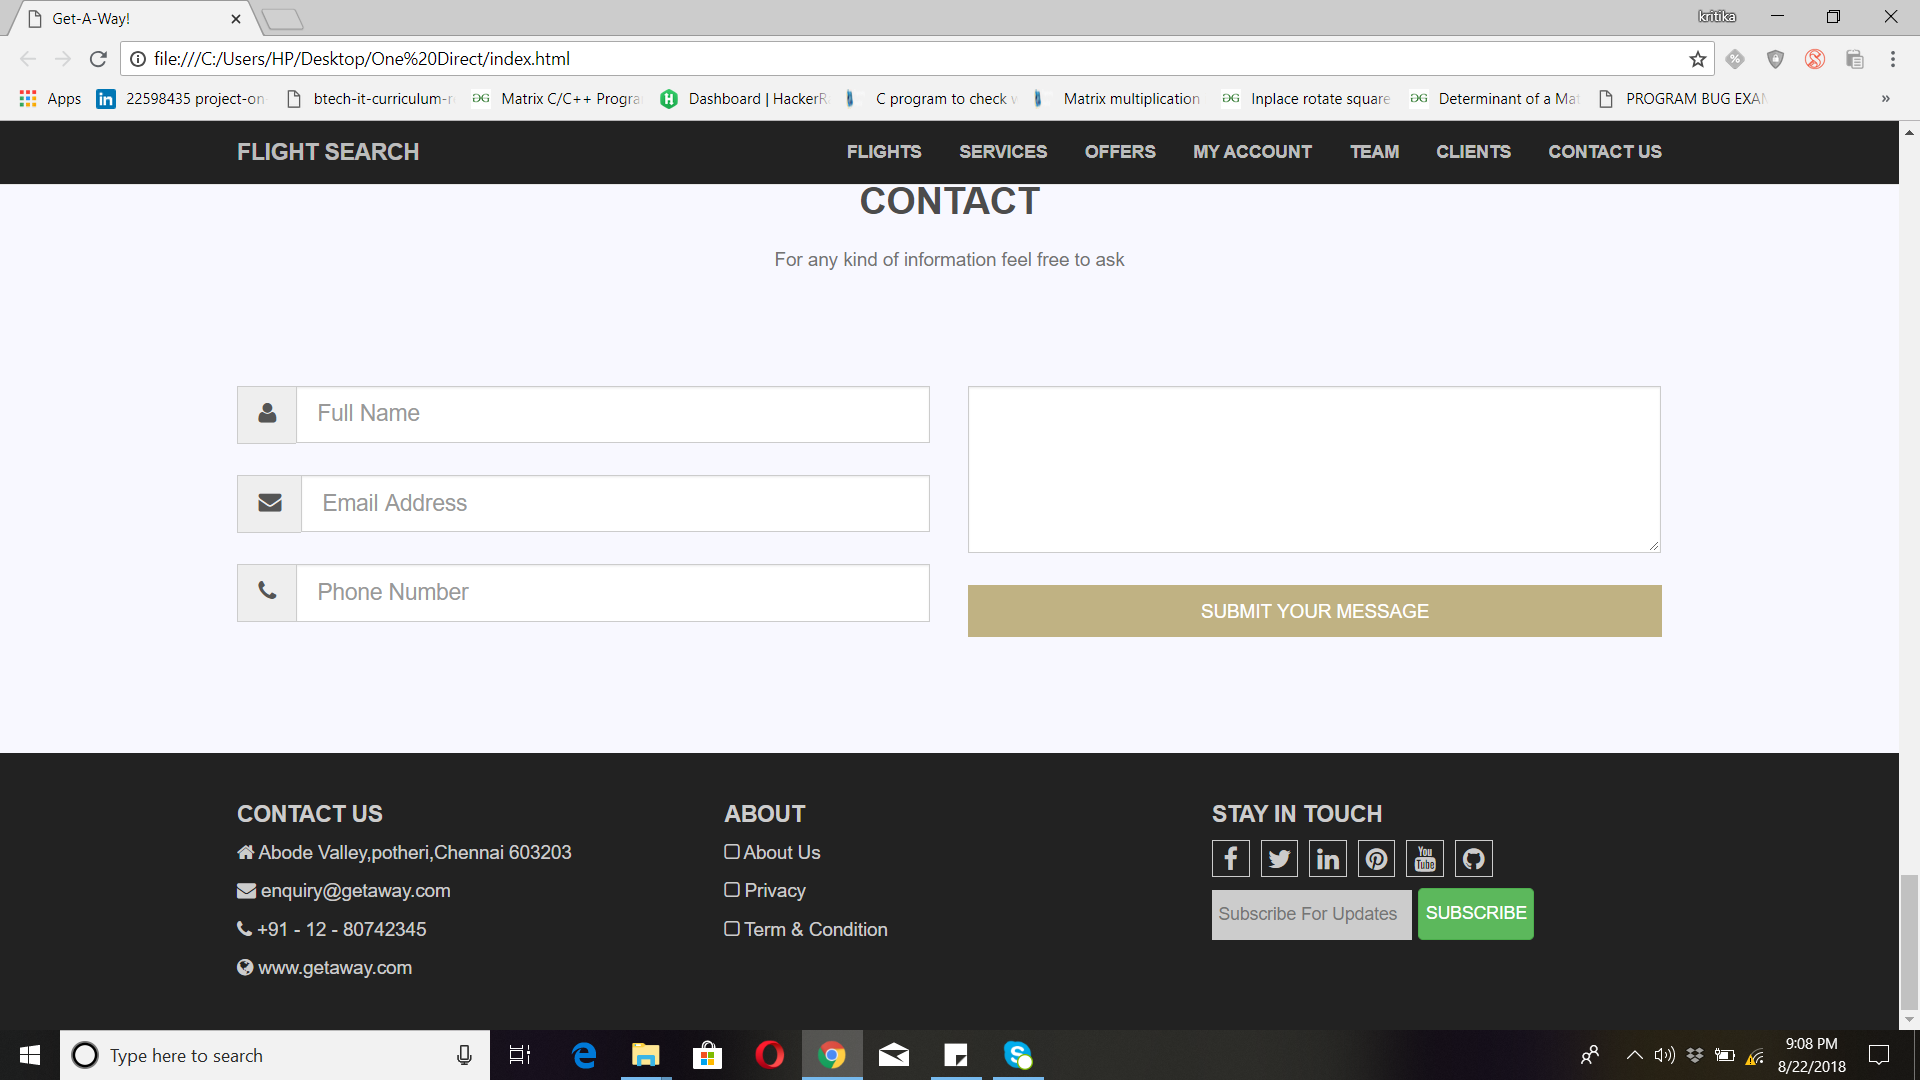 Get-A-Way!
kritika
file:///C:/Users/HP/Desktop/One%20Direct/index.html
Apps
22598435 project-on
btech-it-curriculum-r
Matrix C/C++ Progra
Dashboard | HackerR
C program to check
Matrix multiplication
Inplace rotate square
Determinant of a Mat
PROGRAM BUG EXAM
FLIGHT SEARCH
FLIGHTS
SERVICES
OFFERS
MY ACCOUNT
TEAM
CLIENTS
CONTACT US
CONTACT
For any kind of information feel free to ask
Full Name
Email Address
Phone Number
SUBMIT YOUR MESSAGE
CONTACT US
Abode Valley,potheri,Chennai 603203
enquiry@getaway.com
+91 - 12 - 80742345
www.getaway.com
ABOUT
About Us
Privacy
Term & Condition
STAY IN TOUCH
You
Tube
Subscribe For Updates
SUBSCRIBE
Type here to search
9:08 PM
8/22/2018